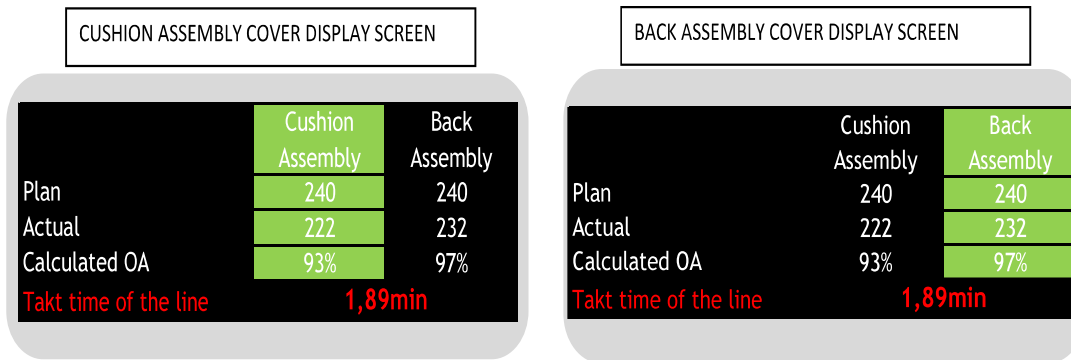 CUSHION ASSEMBLY COVER DISPLAY SCREEN
Cushion Back
Assembly Assembly
Plan 240 240
Actual 222 232
Calculated OA 93% 97%
Takt time of the line 1,89min
BACK ASSEMBLY COVER DISPLAY SCREEN
Cushion Back
Assembly Assembly
Plan 240 240
Actual 222 232
Calculated OA 93% 97%
Takt time of the line 1,89min